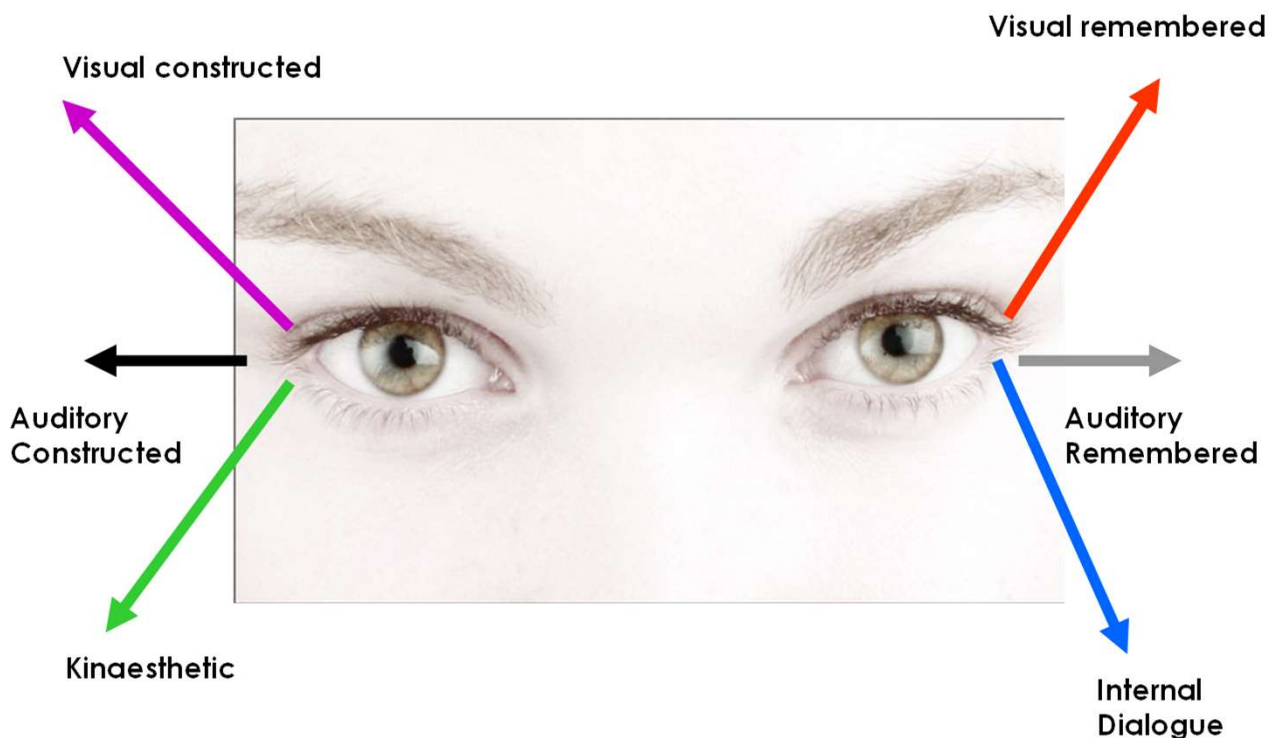 Visual remembered
Visual constructed
Auditory
Constructed
Auditory
Remembered
Kinaesthetic
Internal
Dialogue